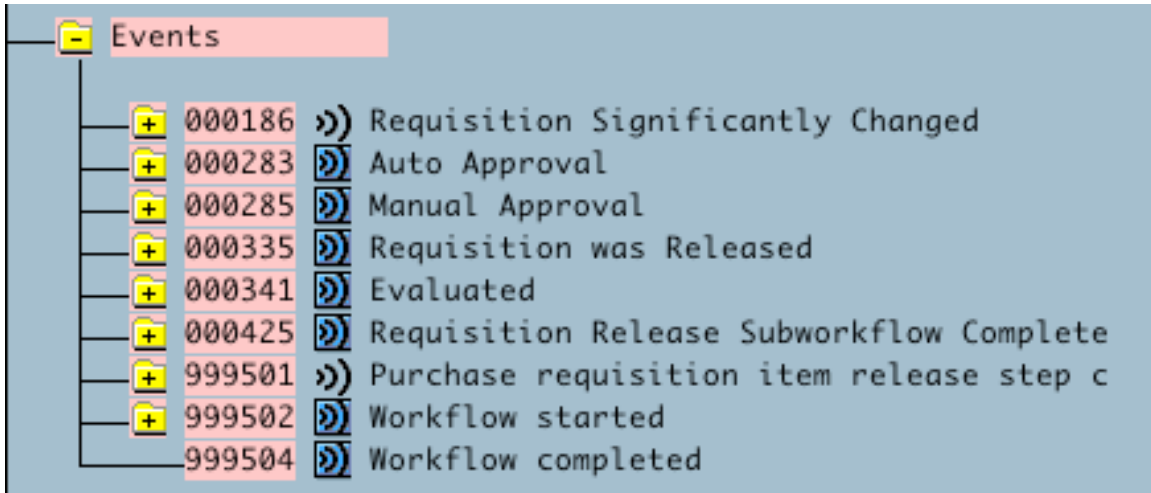 Events
000186 Requisition Significantly Changed
000283 Auto Approval
000285 Manual Approval
000335 Requisition was Released
000341 Evaluated
000425 Requisition Release Subworkflow Complete
999501 Purchase requisition item release step c
999502 Workflow started
999504 Workflow completed